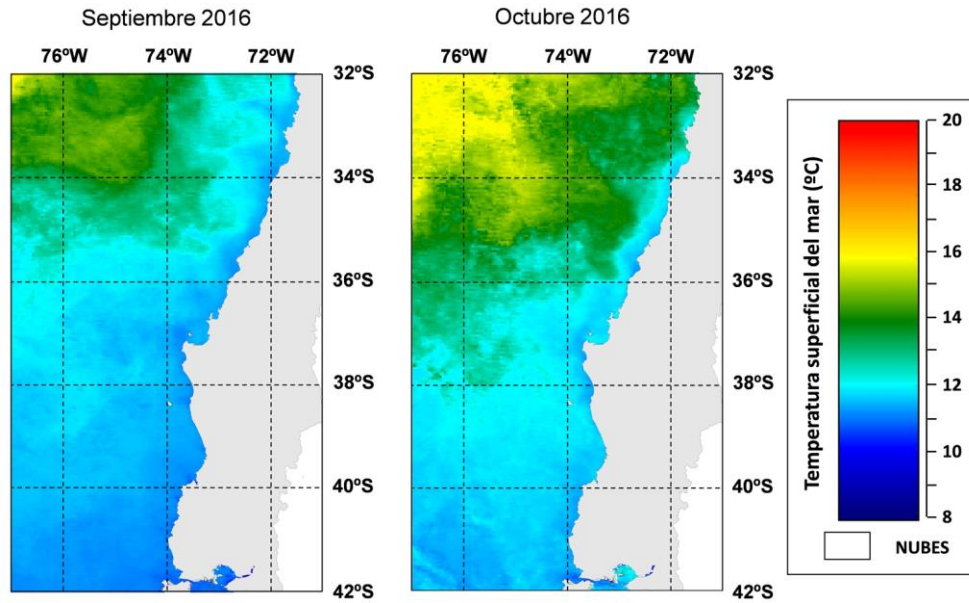 Septiembre 2016
Octubre 2016
76ºW 74ºW 72ºW
76ºW 74ºW 72ºW
32ºS
34ºS
36ºS
38ºS
40ºS
42ºS
32ºS
34ºS
36ºS
38ºS
40ºS
42ºS
Temperatura superficial del mar (ºC)
20
18
16
14
12
10
8
NUBES